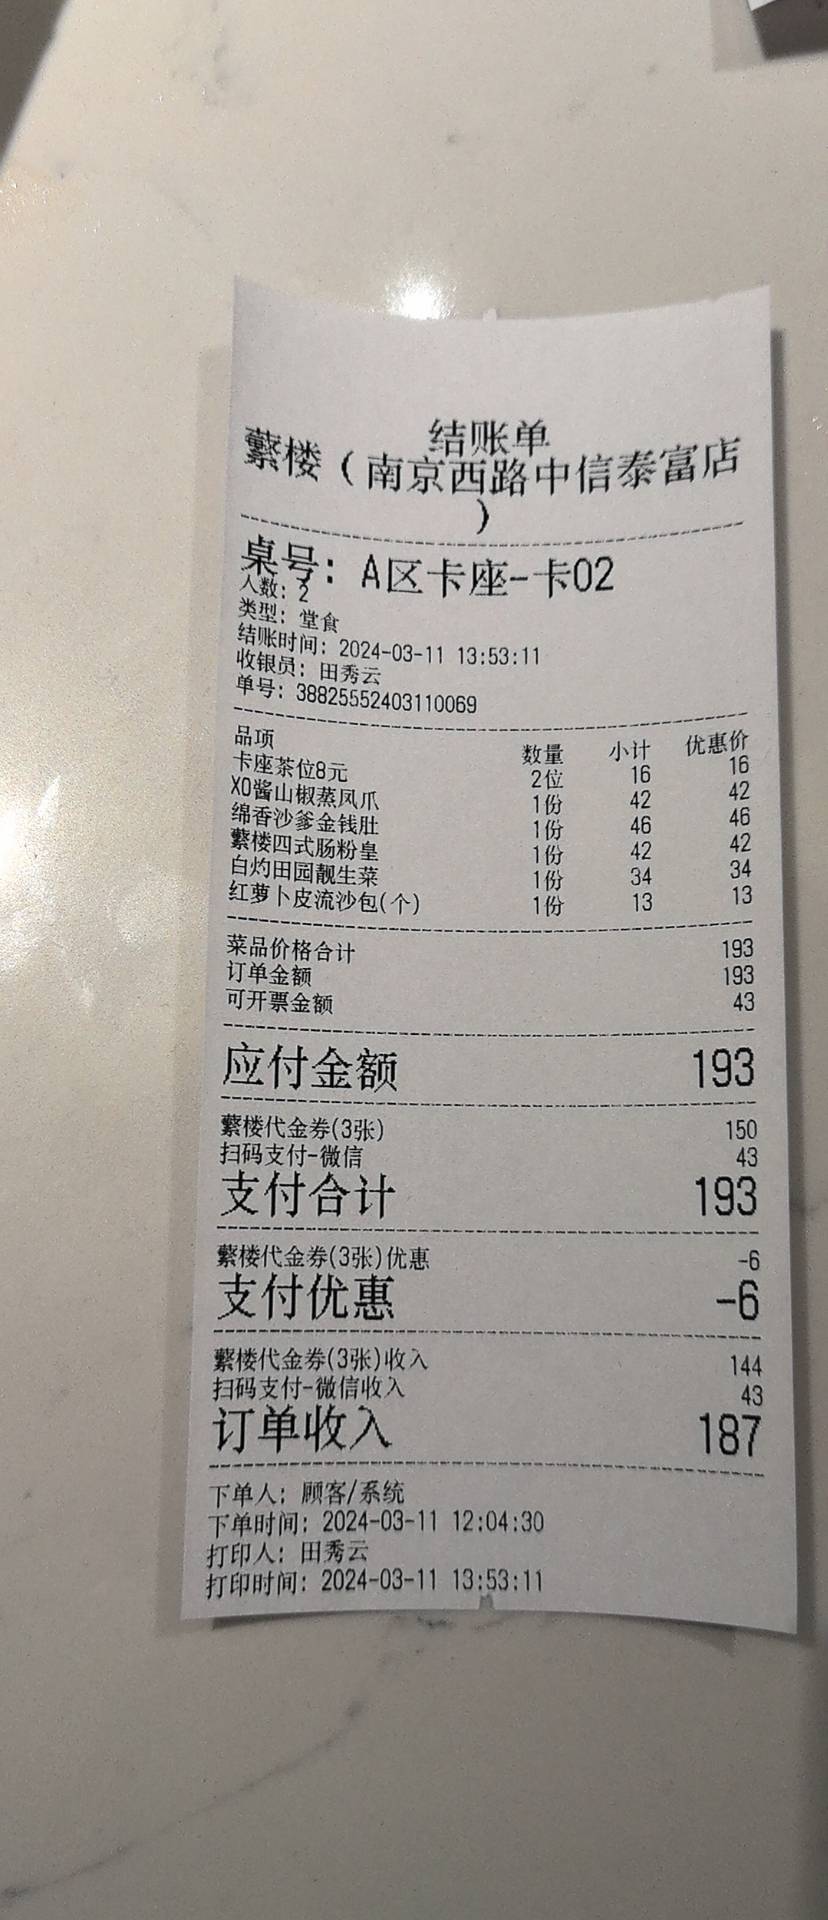 结账单
蘩楼（南京西路中信泰富店
）
桌号：A区卡座-卡02
人数：2
类型：堂食
结账时间：2024-03-11 13:53:11
收银员：田秀云
单号：38825552403110069
品项 数量 小计 优惠价
卡座茶位8元 2位 16 16
XO酱山椒蒸凤爪 1份 42 42
绵香沙爹金钱肚 1份 46 46
蘩楼四式肠粉皇 1份 42 42
白灼田园靓生菜 1份 34 34
红萝卜皮流沙包(个) 1份 13 13
菜品价格合计 193
订单金额 193
可开票金额 43
应付金额 193
蘩楼代金券(3张) 150
扫码支付-微信 43
支付合计 193
蘩楼代金券(3张)优惠 -6
支付优惠 -6
蘩楼代金券(3张)收入 144
扫码支付-微信收入 43
订单收入 187
下单人：顾客/系统
下单时间：2024-03-11 12:04:30
打印人：田秀云
打印时间：2024-03-11 13:53:11